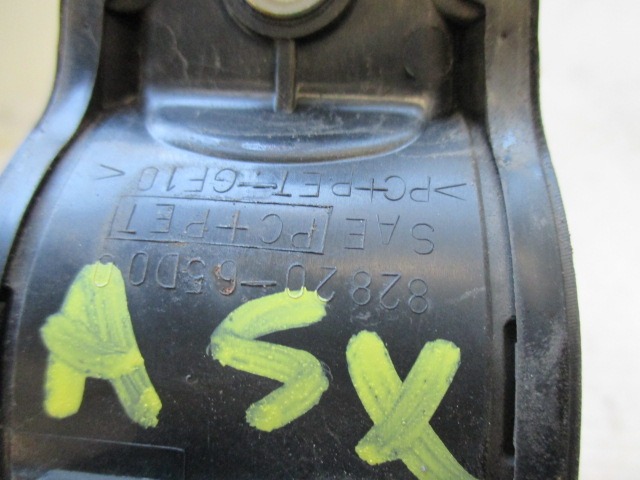 >PC+PET-GF10<
SAE PC+PET
82820-65D00
ASX